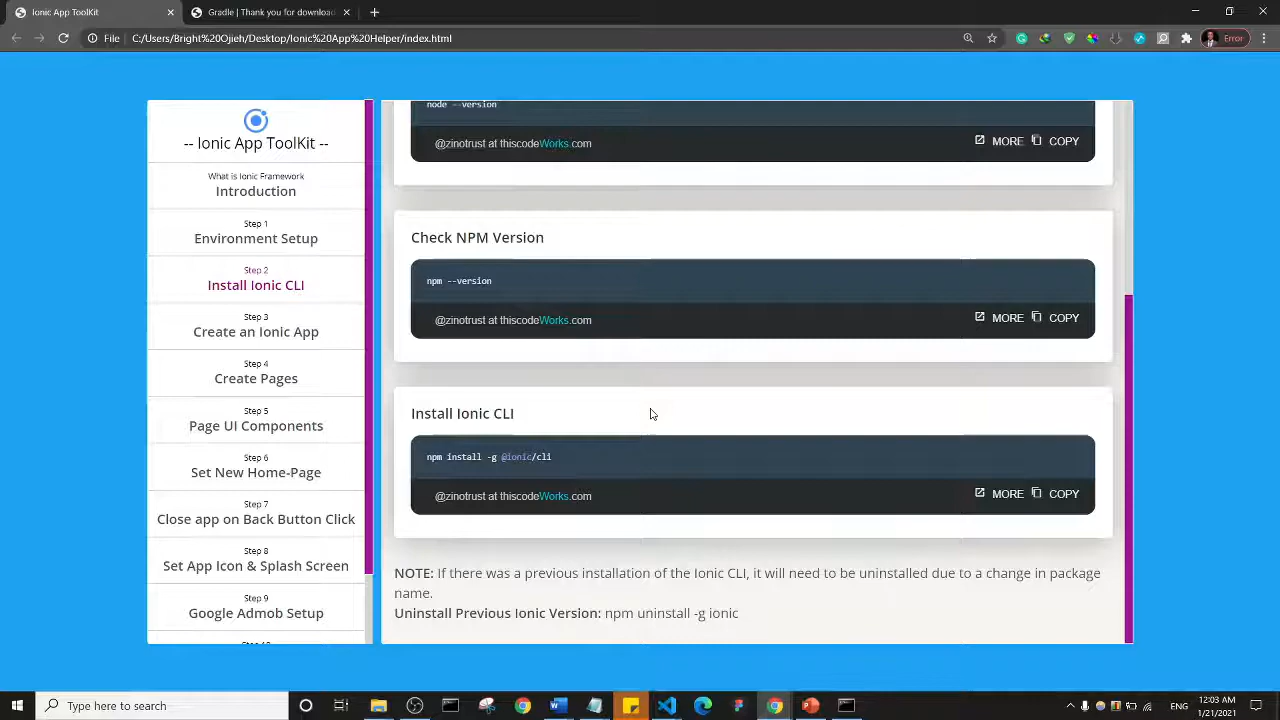 Ionic App ToolKit
Gradle | Thank you for download
File
C:/Users/Bright%20Ojieh/Desktop/Ionic%20App%20Helper/index.html
Error
-- Ionic App ToolKit --
What is Ionic Framework
Introduction
Step 1
Environment Setup
Step 2
Install Ionic CLI
Step 3
Create an Ionic App
Step 4
Create Pages
Step 5
Page UI Components
Step 6
Set New Home-Page
Step 7
Close app on Back Button Click
Step 8
Set App Icon & Splash Screen
Step 9
Google Admob Setup
node --version
@zinotrust at thiscodeWorks.com
MORE COPY
Check NPM Version
npm --version
@zinotrust at thiscodeWorks.com
MORE COPY
Install Ionic CLI
npm install -g @ionic/cli
@zinotrust at thiscodeWorks.com
MORE COPY
NOTE: If there was a previous installation of the Ionic CLI, it will need to be uninstalled due to a change in package
name.
Uninstall Previous Ionic Version: npm uninstall -g ionic
Type here to search
ENG
12:03 AM
1/21/2021